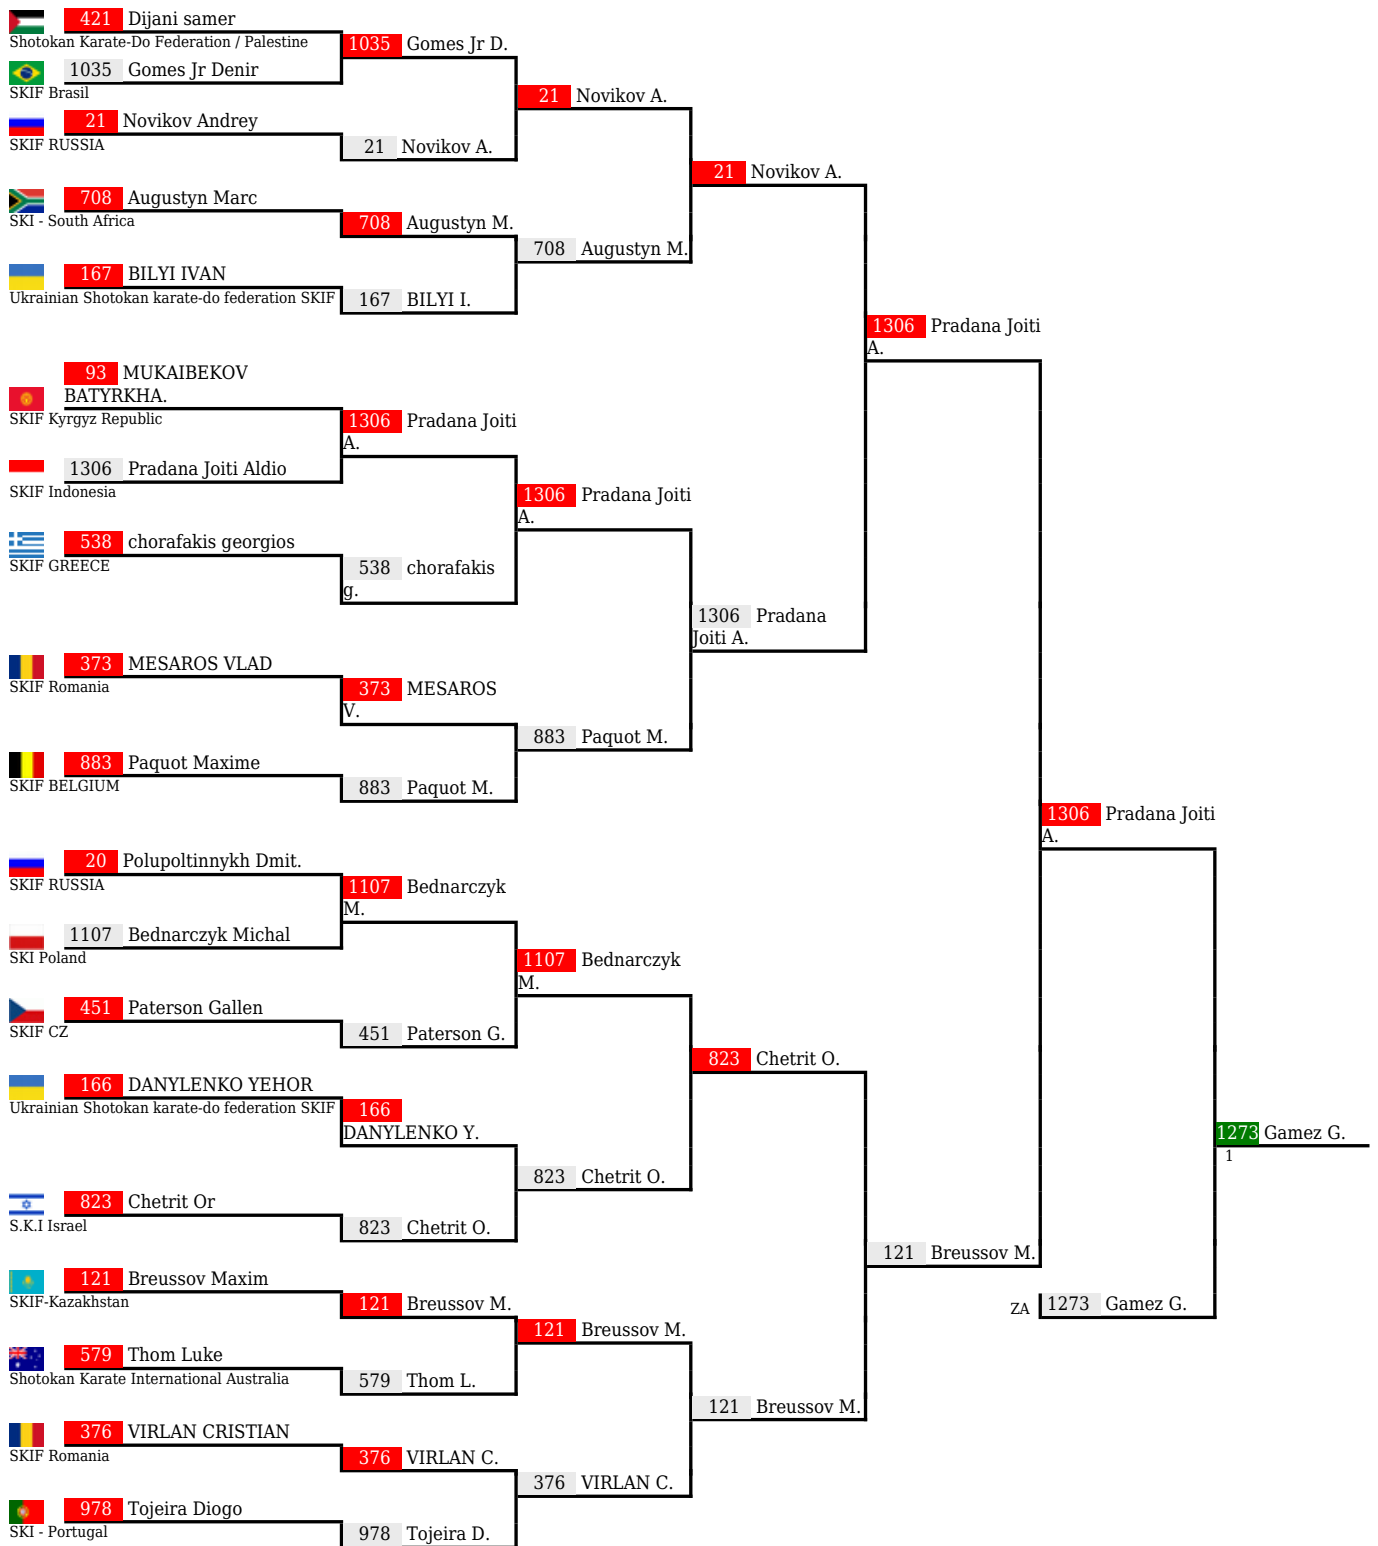 421 Dijani samer
Shotokan Karate-Do Federation / Palestine
1035 Gomes Jr D.
1035 Gomes Jr Denir
SKIF Brasil
21 Novikov A.
21 Novikov Andrey
SKIF RUSSIA
21 Novikov A.
21 Novikov A.
708 Augustyn Marc
SKI - South Africa
708 Augustyn M.
708 Augustyn M.
167 BILYI IVAN
Ukrainian Shotokan karate-do federation SKIF
167 BILYI I.
1306 Pradana Joiti
A.
93 MUKAIBEKOV
BATYRKHA.
SKIF Kyrgyz Republic
1306 Pradana Joiti
A.
1306 Pradana Joiti Aldio
SKIF Indonesia
1306 Pradana Joiti
A.
538 chorafakis georgios
SKIF GREECE
538 chorafakis
g.
1306 Pradana
Joiti A.
373 MESAROS VLAD
SKIF Romania
373 MESAROS
V.
883 Paquot M.
883 Paquot Maxime
SKIF BELGIUM
883 Paquot M.
1306 Pradana Joiti
A.
20 Polupoltinnykh Dmit.
SKIF RUSSIA
1107 Bednarczyk
M.
1107 Bednarczyk Michal
SKI Poland
1107 Bednarczyk
M.
451 Paterson Gallen
SKIF CZ
451 Paterson G.
823 Chetrit O.
166 DANYLENKO YEHOR
Ukrainian Shotokan karate-do federation SKIF
166
DANYLENKO Y.
1273 Gamez G.
1
823 Chetrit O.
823 Chetrit Or
S.K.I Israel
823 Chetrit O.
121 Breussov M.
121 Breussov Maxim
SKIF-Kazakhstan
121 Breussov M.
ZA 1273 Gamez G.
121 Breussov M.
579 Thom Luke
Shotokan Karate International Australia
579 Thom L.
121 Breussov M.
376 VIRLAN CRISTIAN
SKIF Romania
376 VIRLAN C.
376 VIRLAN C.
978 Tojeira Diogo
SKI - Portugal
978 Tojeira D.